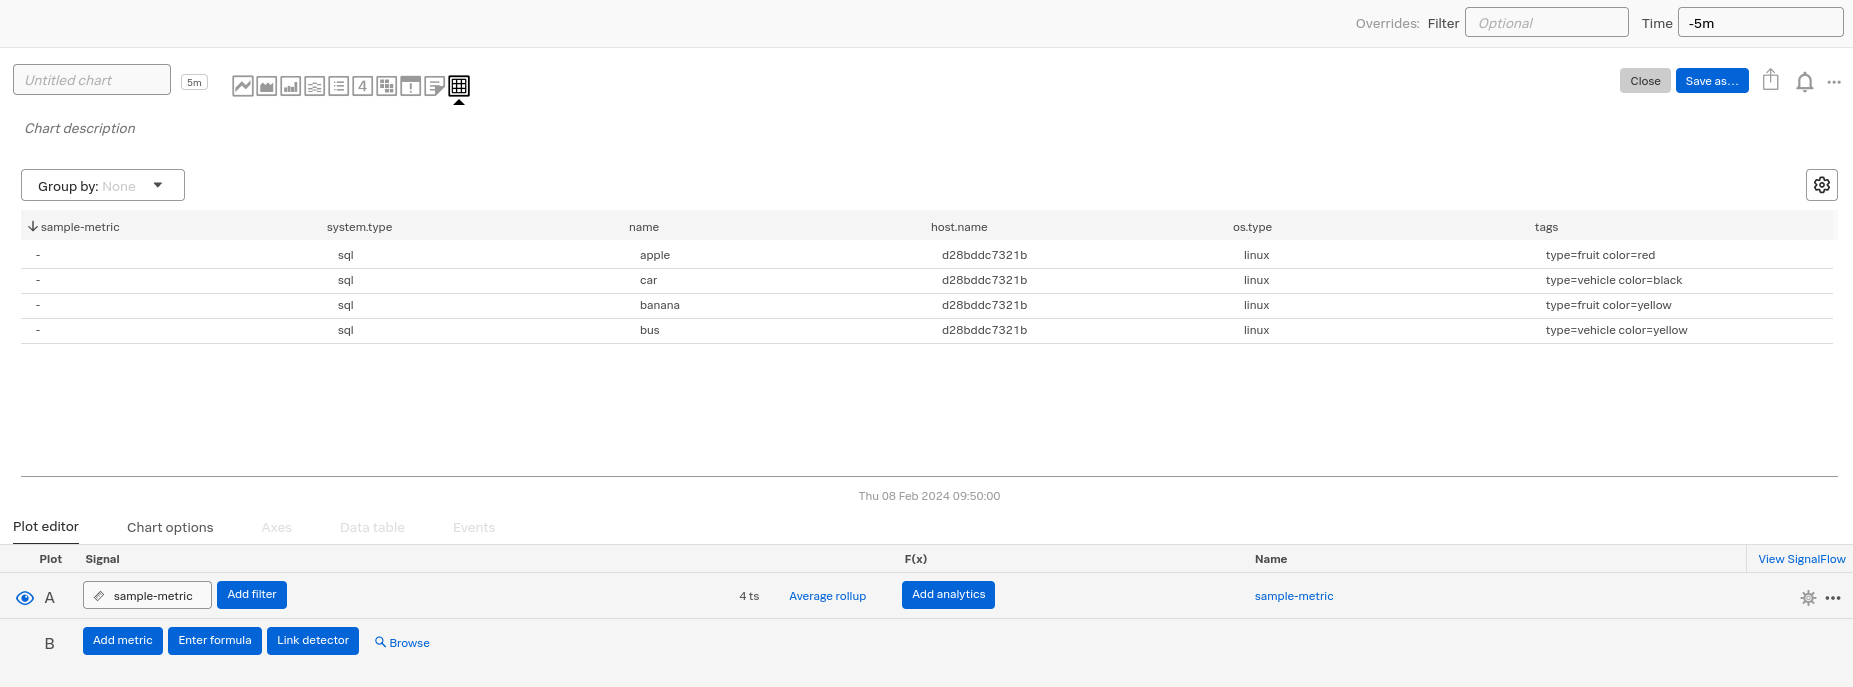 Overrides: Filter Optional Time -5m
Untitled chart 5m 4 Close Save as...
Chart description
Group by: None
sample-metric system.type name host.name os.type tags
- sql apple d28bddc7321b linux type=fruit color=red
- sql car d28bddc7321b linux type=vehicle color=black
- sql banana d28bddc7321b linux type=fruit color=yellow
- sql bus d28bddc7321b linux type=vehicle color=yellow
Thu 08 Feb 2024 09:50:00
Plot editor Chart options Axes Data table Events
Plot Signal F(x) Name View SignalFlow
A sample-metric Add filter 4 ts Average rollup Add analytics sample-metric
B Add metric Enter formula Link detector Browse